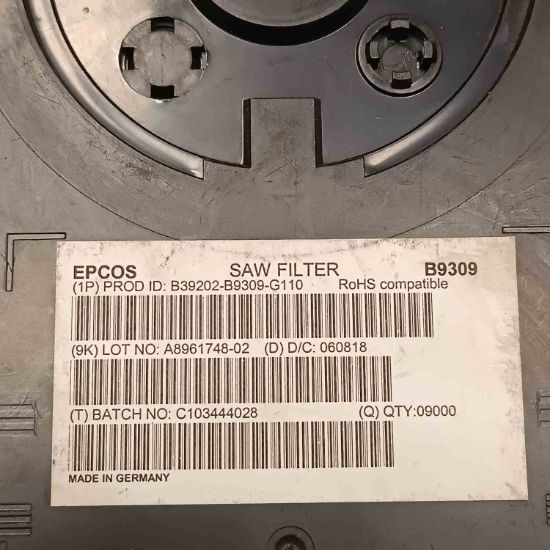 EPCOS SAW FILTER B9309
(1P) PROD ID: B39202-B9309-G110 RoHS compatible
(9K) LOT NO: A8961748-02 (D) D/C: 060818
(T) BATCH NO: C103444028 (Q) QTY:09000
MADE IN GERMANY